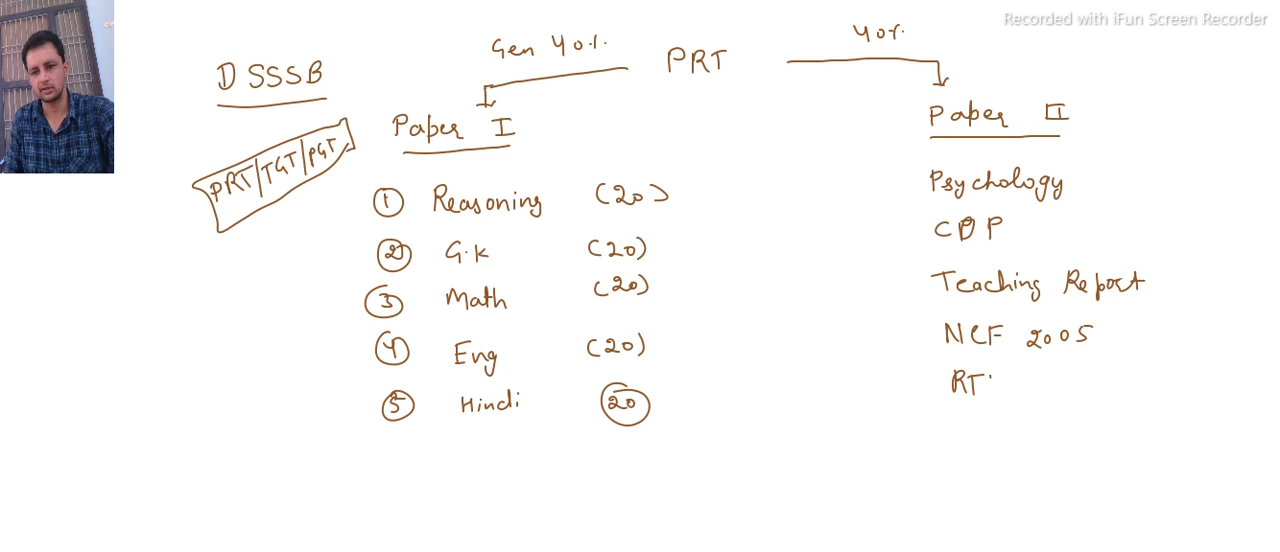 Recorded with iFun Screen Recorder
DSSSB
Gen 40%.
PRT
40%.
PRT/TGT/PGT
Paper I
① Reasoning (20)
② G.K (20)
③ Math (20)
④ Eng (20)
⑤ Hindi 20
Paper II
Psychology
CDP
Teaching Report
NCF 2005
RT